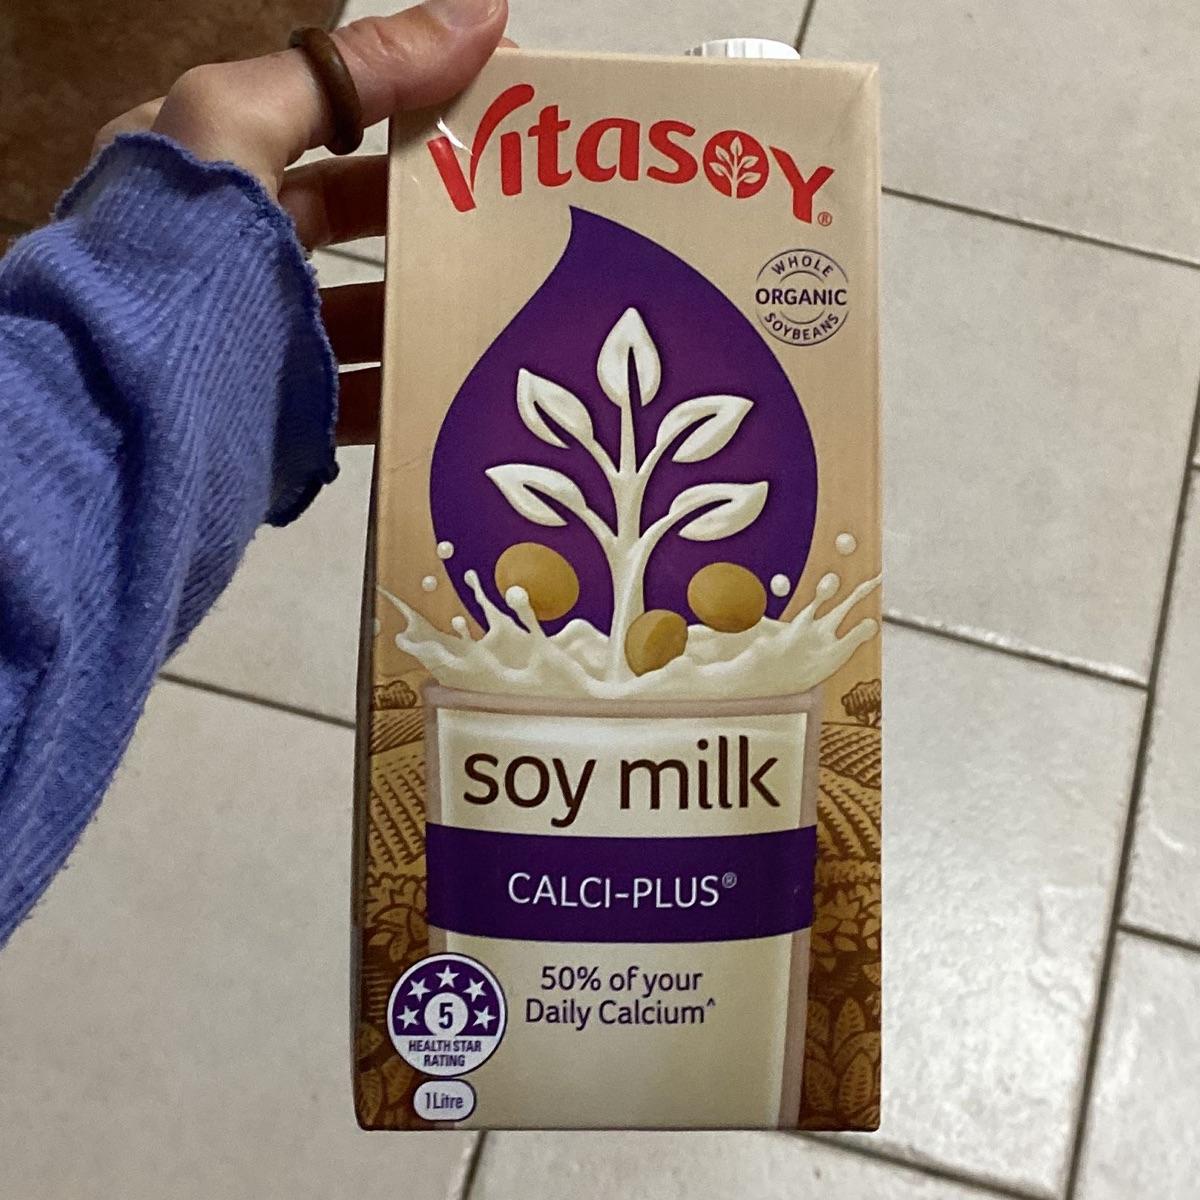 Vitasoy®
WHOLE
ORGANIC
SOYBEANS
soy milk
CALCI-PLUS®
50% of your
Daily Calcium^
5
HEALTH STAR
RATING
1 Litre